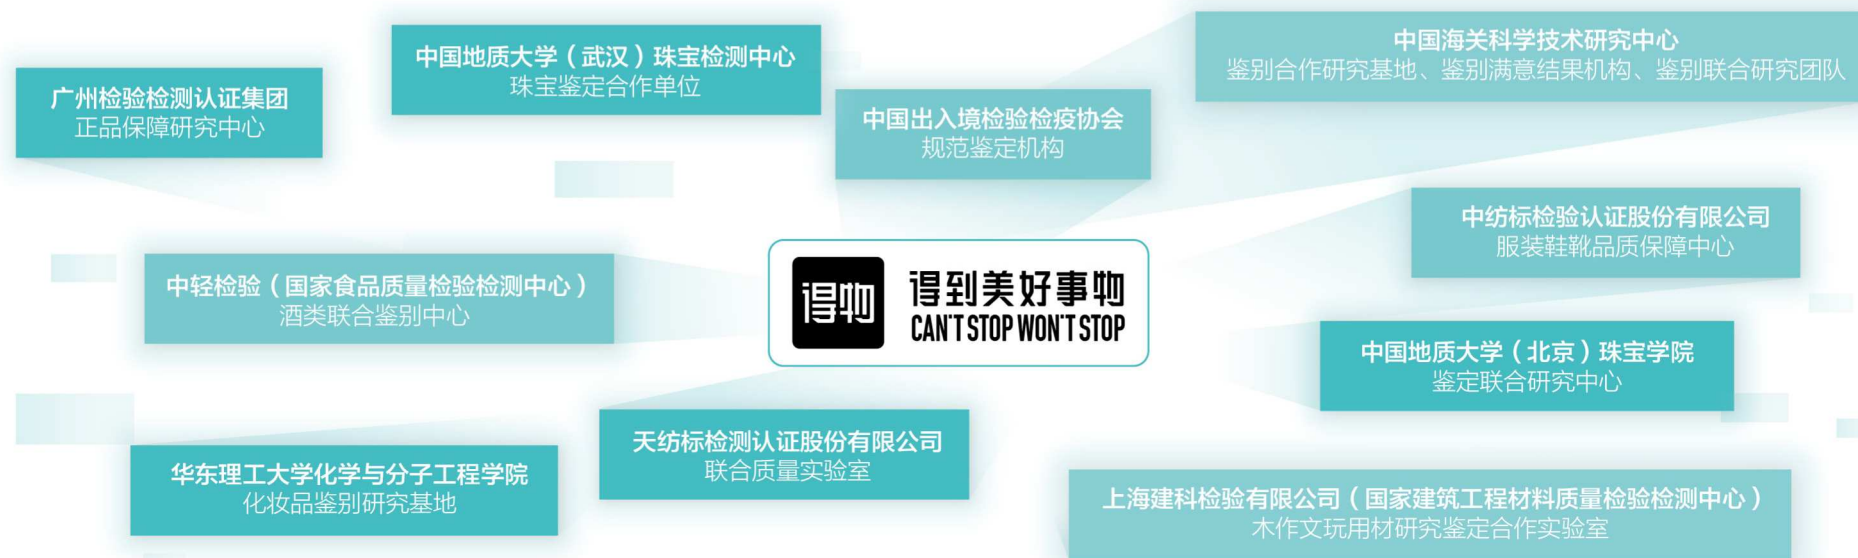 中国海关科学技术研究中心
鉴别合作研究基地、鉴别满意结果机构、鉴别联合研究团队
中国地质大学（武汉）珠宝检测中心
珠宝鉴定合作单位
广州检验检测认证集团
正品保障研究中心
中国出入境检验检疫协会
规范鉴定机构
中纺标检验认证股份有限公司
服装鞋靴品质保障中心
中轻检验（国家食品质量检验检测中心）
酒类联合鉴别中心
得物
得到美好事物
CAN'T STOP WON'T STOP
中国地质大学（北京）珠宝学院
鉴定联合研究中心
天纺标检测认证股份有限公司
联合质量实验室
华东理工大学化学与分子工程学院
化妆品鉴别研究基地
上海建科检验有限公司（国家建筑工程材料质量检验检测中心）
木作文玩用材研究鉴定合作实验室